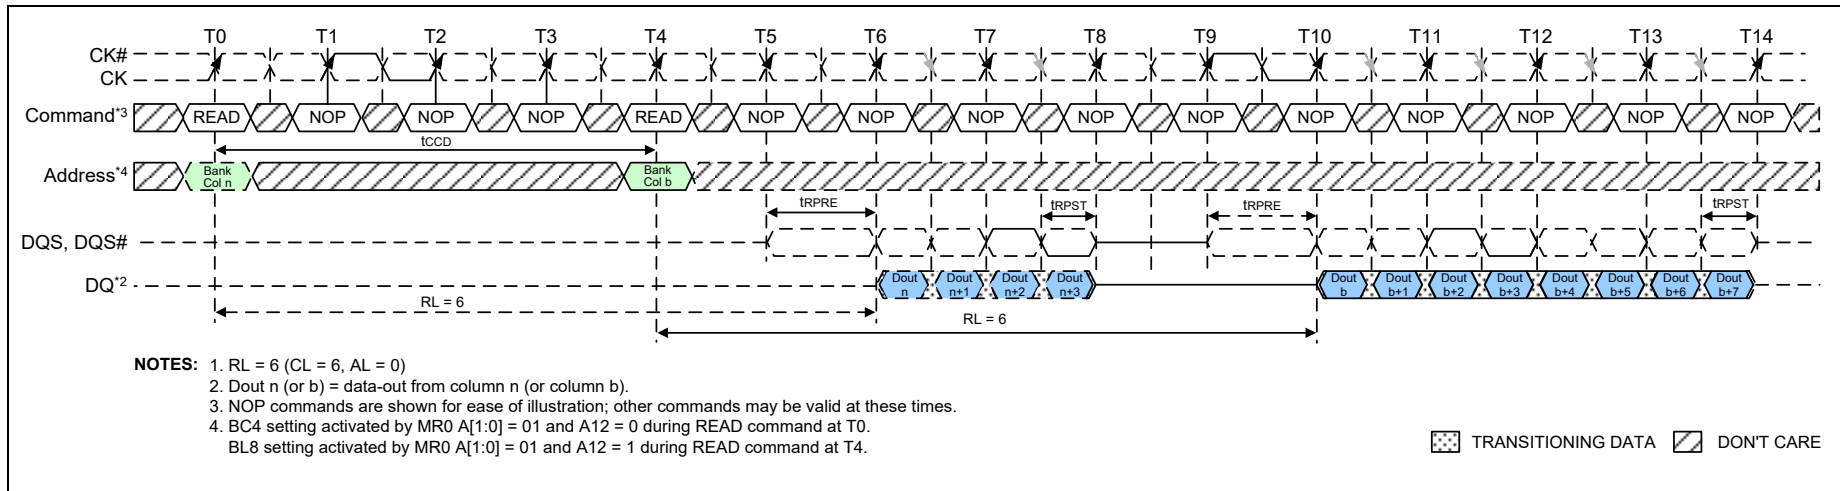 T0 T1 T2 T3 T4 T5 T6 T7 T8 T9 T10 T11 T12 T13 T14
CK#
CK
Command*3 READ NOP NOP NOP READ NOP NOP NOP NOP NOP NOP NOP NOP NOP NOP
tCCD
Address*4 Bank Col n Bank Col b
tRPRE tRPST tRPRE tRPST
DQS, DQS#
DQ*2 Dout n Dout n+1 Dout n+2 Dout n+3 Dout b Dout b+1 Dout b+2 Dout b+3 Dout b+4 Dout b+5 Dout b+6 Dout b+7
RL = 6
RL = 6
NOTES: 1. RL = 6 (CL = 6, AL = 0)
2. Dout n (or b) = data-out from column n (or column b).
3. NOP commands are shown for ease of illustration; other commands may be valid at these times.
4. BC4 setting activated by MR0 A[1:0] = 01 and A12 = 0 during READ command at T0.
BL8 setting activated by MR0 A[1:0] = 01 and A12 = 1 during READ command at T4.
TRANSITIONING DATA DON'T CARE